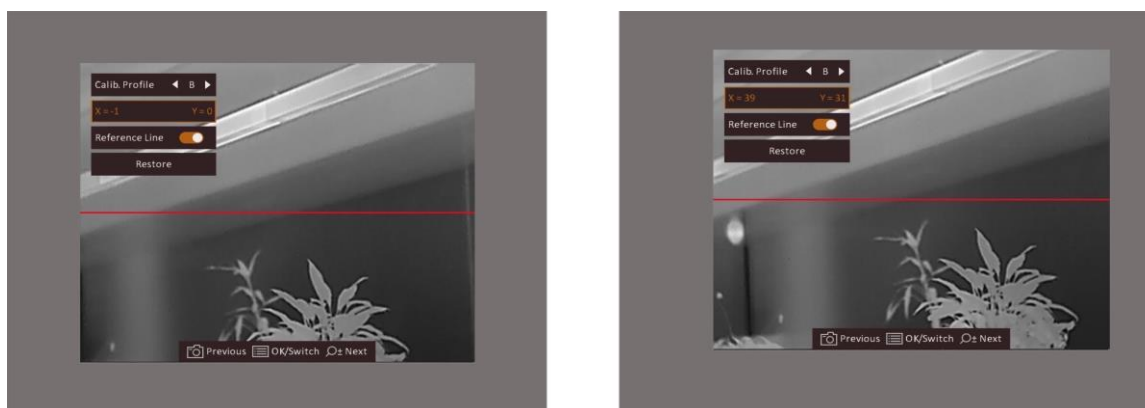 Calib. Profile ◀ B ▶
X = -1 Y = 0
Reference Line
Restore
Previous OK/Switch ± Next
Calib. Profile ◀ B ▶
X = 39 Y = 31
Reference Line
Restore
Previous OK/Switch ± Next